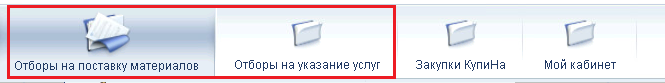 Отборы на поставку материалов
Отборы на указание услуг
Закупки КупиНа
Мой кабинет